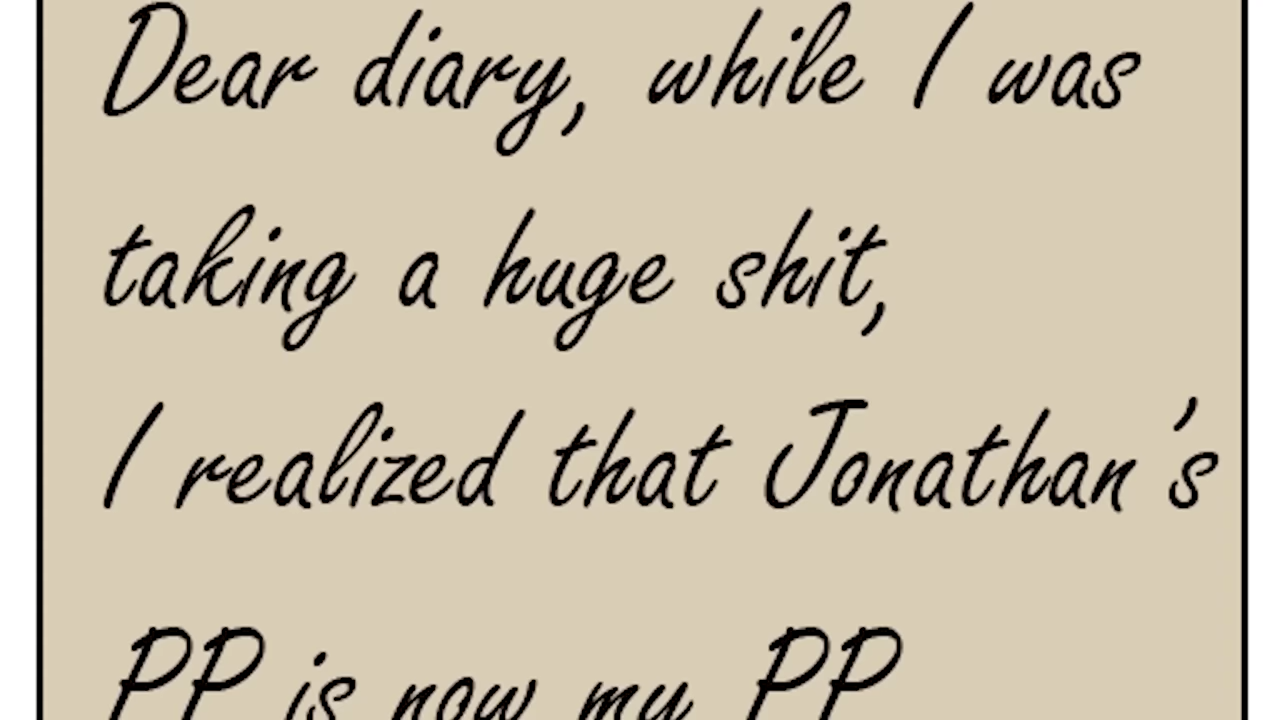 Dear diary, while I was
taking a huge shit,
I realized that Jonathan's
PP is now my PP